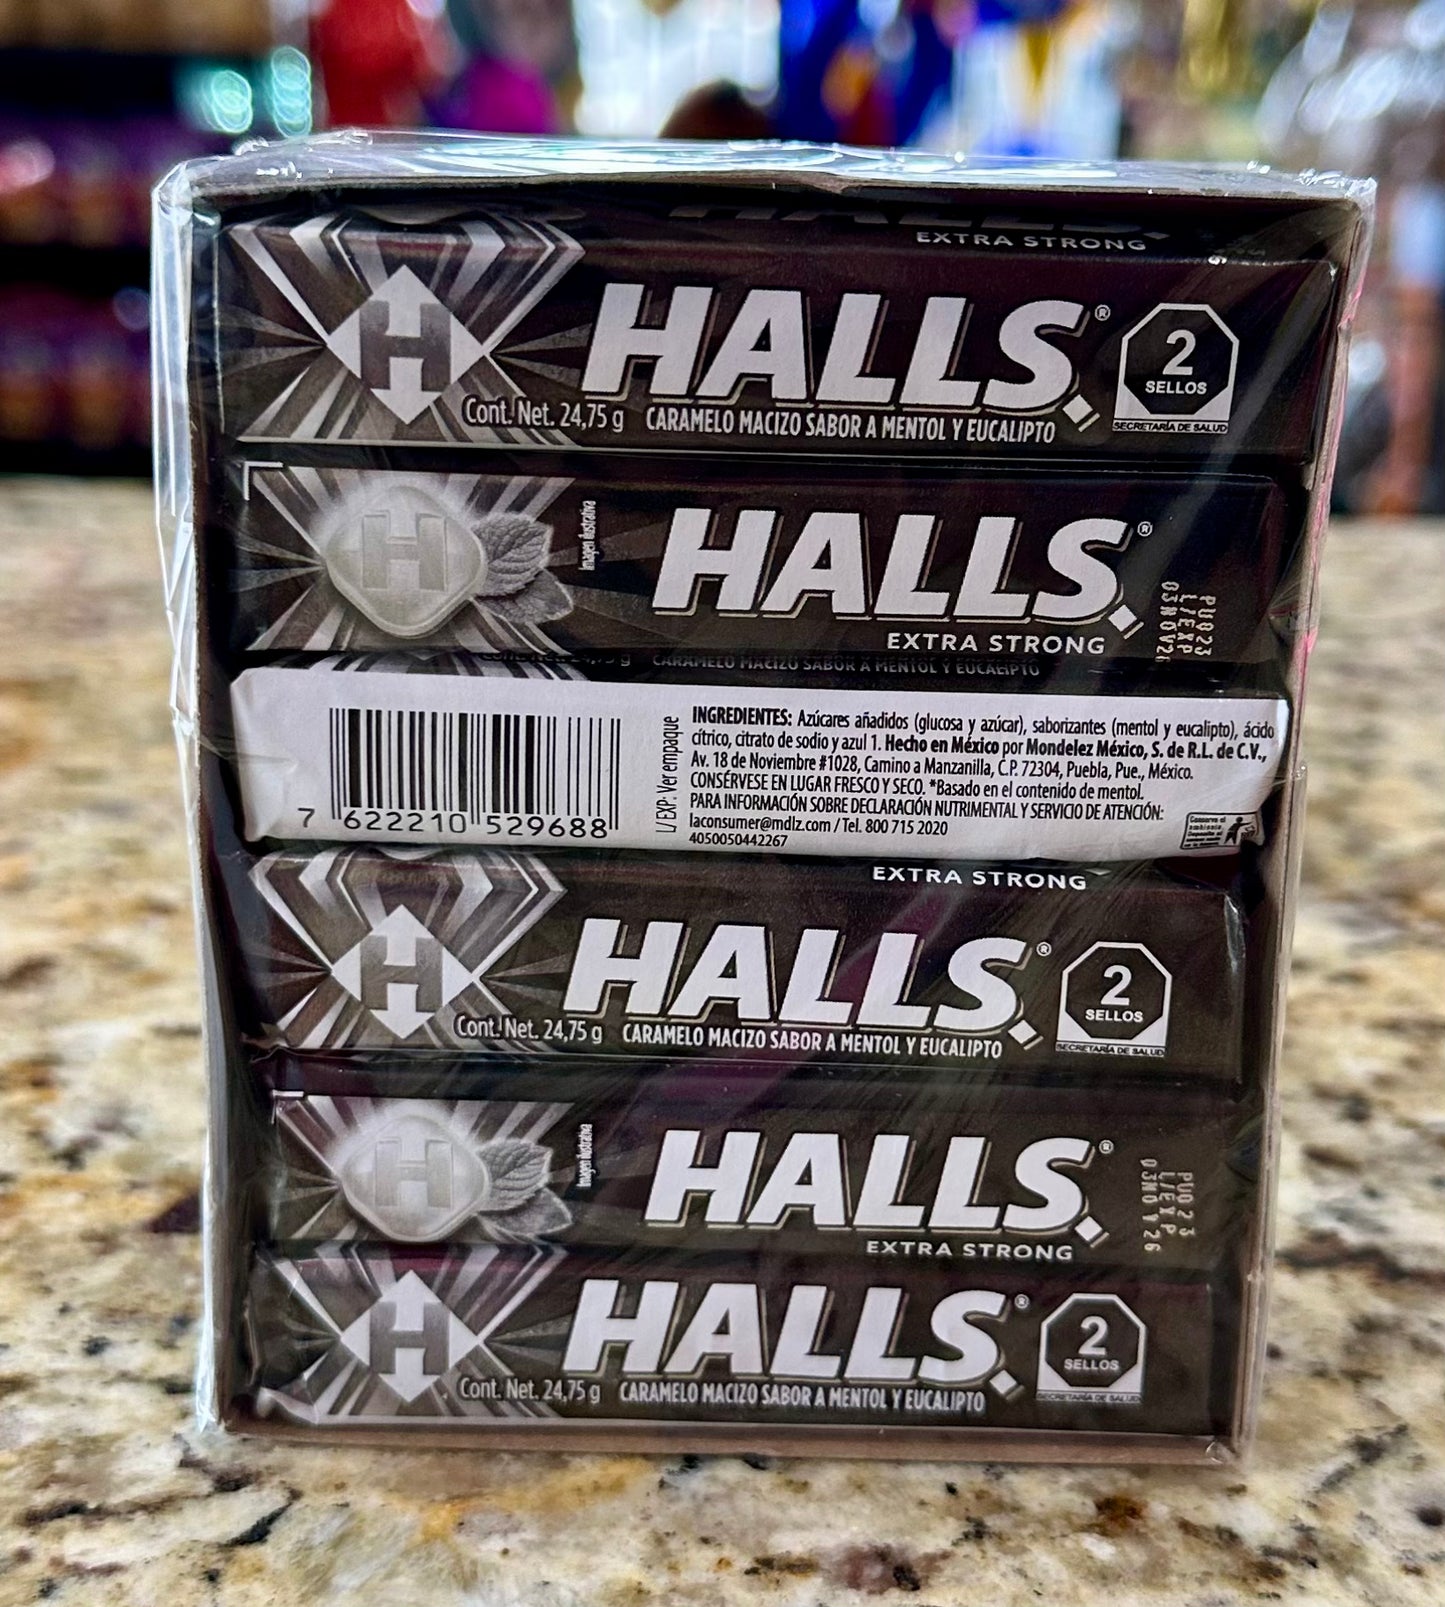 EXTRA STRONG
H
HALLS®
Cont. Net. 24,75 g CARAMELO MACIZO SABOR A MENTOL Y EUCALIPTO
2
SELLOS
SECRETARÍA DE SALUD
H
Imagen ilustrativa
HALLS®
EXTRA STRONG
PU023
L/EXP
03NOV26
CARAMELO MACIZO SABOR A MENTOL Y EUCALIPTO
7 622210 529688
L/ EXP: Ver empaque
INGREDIENTES: Azúcares añadidos (glucosa y azúcar), saborizantes (mentol y eucalipto), ácido
cítrico, citrato de sodio y azul 1. Hecho en México por Mondelez México, S. de R.L. de C.V.,
Av. 18 de Noviembre #1028, Camino a Manzanilla, C.P. 72304, Puebla, Pue., México.
CONSÉRVESE EN LUGAR FRESCO Y SECO. *Basado en el contenido de mentol.
PARA INFORMACIÓN SOBRE DECLARACIÓN NUTRIMENTAL Y SERVICIO DE ATENCIÓN:
laconsumer@mdlz.com / Tel. 800 715 2020
4050050442267
EXTRA STRONG
H
HALLS®
Cont. Net. 24,75 g CARAMELO MACIZO SABOR A MENTOL Y EUCALIPTO
2
SELLOS
SECRETARÍA DE SALUD
H
Imagen ilustrativa
HALLS®
EXTRA STRONG
PU023
L/EXP
03NOV26
H
HALLS®
Cont. Net. 24,75 g CARAMELO MACIZO SABOR A MENTOL Y EUCALIPTO
2
SELLOS
SECRETARÍA DE SALUD